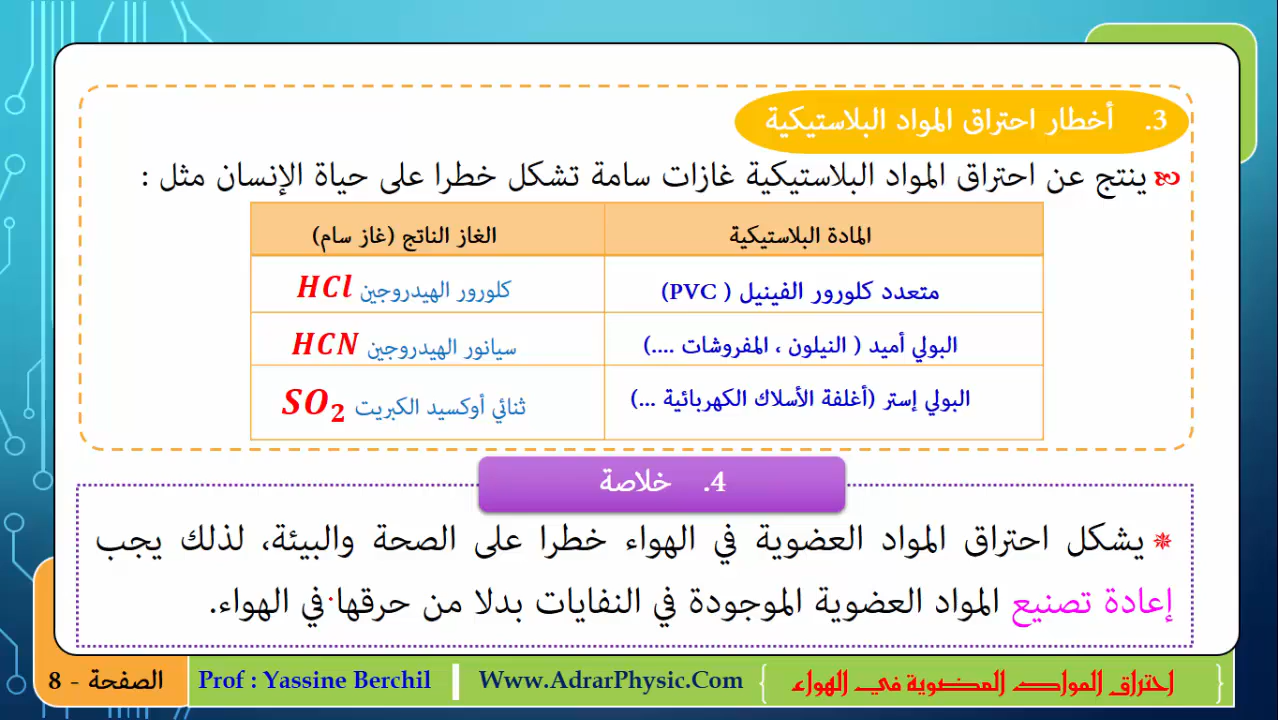 3. أخطار احتراق المواد البلاستيكية
ينتج عن احتراق المواد البلاستيكية غازات سامة تشكل خطرا على حياة الإنسان مثل :
المادة البلاستيكية
الغاز الناتج (غاز سام)
متعدد كلورور الفينيل ( PVC)
كلورور الهيدروجين HCl
البولي أميد ( النيلون ، المفروشات ....)
سيانور الهيدروجين HCN
البولي إستر (أغلفة الأسلاك الكهربائية ...)
ثنائي أوكسيد الكبريت SO₂
4. خلاصة
يشكل احتراق المواد العضوية في الهواء خطرا على الصحة والبيئة، لذلك يجب
إعادة تصنيع المواد العضوية الموجودة في النفايات بدلا من حرقها في الهواء.
احتراق المواد العضوية في الهواء
Www.AdrarPhysic.Com
Prof : Yassine Berchil
الصفحة - 8